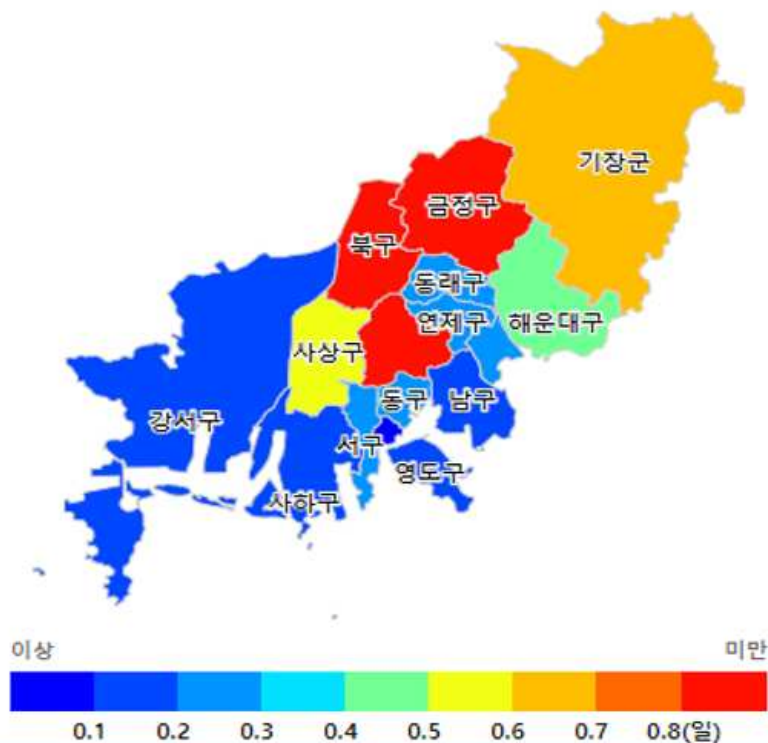 기장군
금정구
북구
동래구
연제구
해운대구
사상구
동구
남구
강서구
서구
영도구
사하구
이상 미만
0.1 0.2 0.3 0.4 0.5 0.6 0.7 0.8(일)